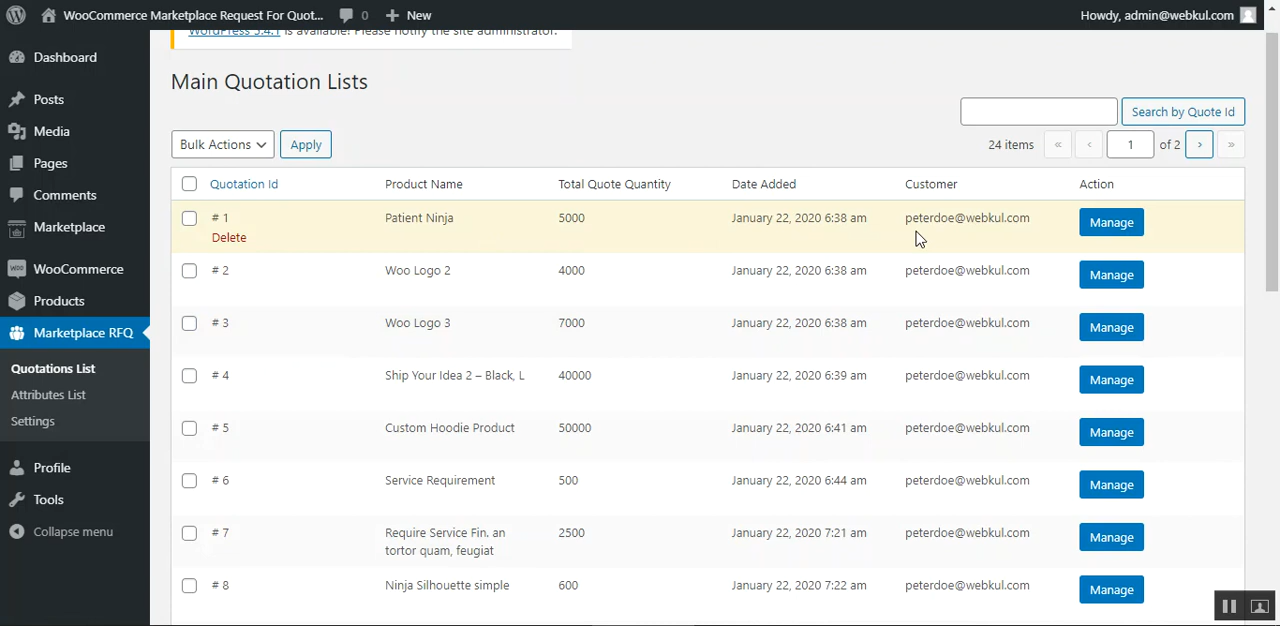 WooCommerce Marketplace Request For Quot... 0 New Howdy, admin@webkul.com
WordPress 5.4.1 is available! Please notify the site administrator.
Dashboard
Posts
Media
Pages
Comments
Marketplace
WooCommerce
Products
Marketplace RFQ
Quotations List
Attributes List
Settings
Profile
Tools
Collapse menu
Main Quotation Lists
Search by Quote Id
Bulk Actions Apply 24 items « ‹ 1 of 2 › »
Quotation Id Product Name Total Quote Quantity Date Added Customer Action
# 1 Patient Ninja 5000 January 22, 2020 6:38 am peterdoe@webkul.com Manage
Delete
# 2 Woo Logo 2 4000 January 22, 2020 6:38 am peterdoe@webkul.com Manage
# 3 Woo Logo 3 7000 January 22, 2020 6:38 am peterdoe@webkul.com Manage
# 4 Ship Your Idea 2 – Black, L 40000 January 22, 2020 6:39 am peterdoe@webkul.com Manage
# 5 Custom Hoodie Product 50000 January 22, 2020 6:41 am peterdoe@webkul.com Manage
# 6 Service Requirement 500 January 22, 2020 6:44 am peterdoe@webkul.com Manage
# 7 Require Service Fin. an 2500 January 22, 2020 7:21 am peterdoe@webkul.com Manage
tortor quam, feugiat
# 8 Ninja Silhouette simple 600 January 22, 2020 7:22 am peterdoe@webkul.com Manage